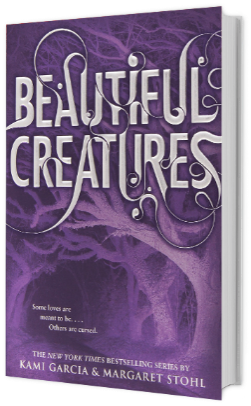 BEAUTIFUL
CREATURES
Some loves are
meant to be . . . .
Others are cursed.
THE NEW YORK TIMES BESTSELLING SERIES BY
KAMI GARCIA & MARGARET STOHL